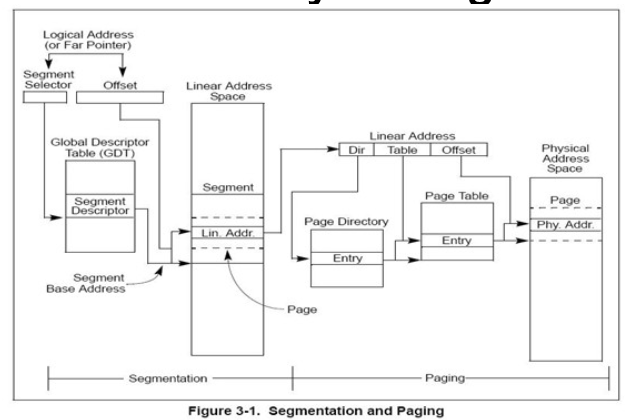 Logical Address
(or Far Pointer)
Segment
Selector
Offset
Linear Address
Space
Global Descriptor
Table (GDT)
Segment
Descriptor
Segment
Lin. Addr.
Segment
Base Address
Page
Linear Address
Dir Table Offset
Physical
Address
Space
Page Directory
Entry
Page Table
Entry
Page
Phy. Addr.
Segmentation
Paging
Figure 3-1. Segmentation and Paging